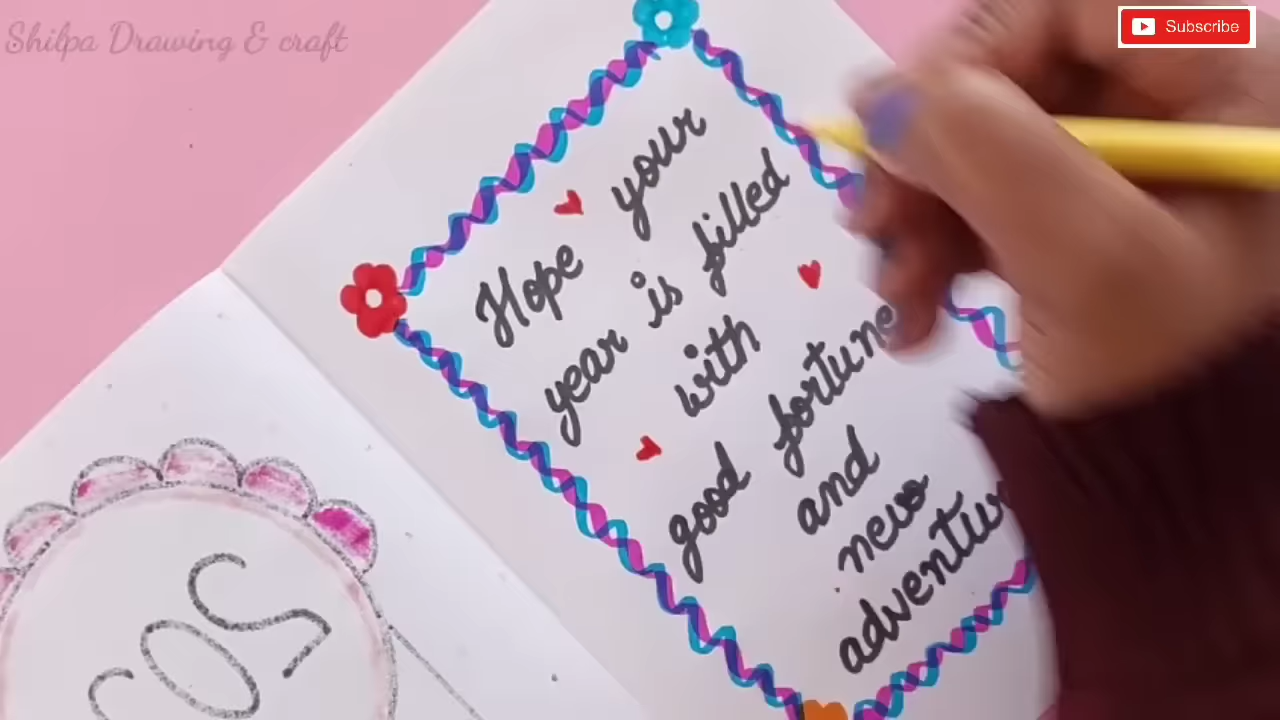 Shilpa Drawing & craft
Subscribe
Hope your
year is filled
with
good fortune
and
new